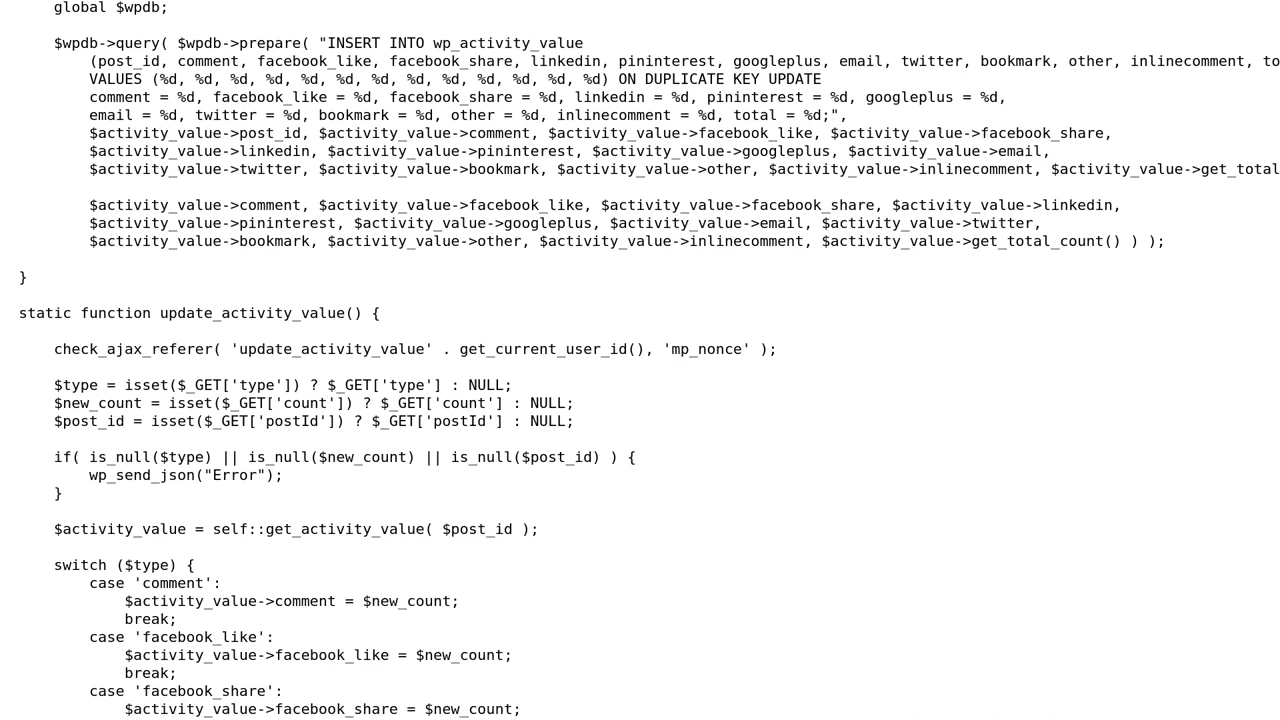 global $wpdb;
$wpdb->query( $wpdb->prepare( "INSERT INTO wp_activity_value
(post_id, comment, facebook_like, facebook_share, linkedin, pininterest, googleplus, email, twitter, bookmark, other, inlinecomment, to
VALUES (%d, %d, %d, %d, %d, %d, %d, %d, %d, %d, %d, %d, %d) ON DUPLICATE KEY UPDATE
comment = %d, facebook_like = %d, facebook_share = %d, linkedin = %d, pininterest = %d, googleplus = %d,
email = %d, twitter = %d, bookmark = %d, other = %d, inlinecomment = %d, total = %d;",
$activity_value->post_id, $activity_value->comment, $activity_value->facebook_like, $activity_value->facebook_share,
$activity_value->linkedin, $activity_value->pininterest, $activity_value->googleplus, $activity_value->email,
$activity_value->twitter, $activity_value->bookmark, $activity_value->other, $activity_value->inlinecomment, $activity_value->get_total
$activity_value->comment, $activity_value->facebook_like, $activity_value->facebook_share, $activity_value->linkedin,
$activity_value->pininterest, $activity_value->googleplus, $activity_value->email, $activity_value->twitter,
$activity_value->bookmark, $activity_value->other, $activity_value->inlinecomment, $activity_value->get_total_count() ) );
}
static function update_activity_value() {
check_ajax_referer( 'update_activity_value' . get_current_user_id(), 'mp_nonce' );
$type = isset($_GET['type']) ? $_GET['type'] : NULL;
$new_count = isset($_GET['count']) ? $_GET['count'] : NULL;
$post_id = isset($_GET['postId']) ? $_GET['postId'] : NULL;
if( is_null($type) || is_null($new_count) || is_null($post_id) ) {
wp_send_json("Error");
}
$activity_value = self::get_activity_value( $post_id );
switch ($type) {
case 'comment':
$activity_value->comment = $new_count;
break;
case 'facebook_like':
$activity_value->facebook_like = $new_count;
break;
case 'facebook_share':
$activity_value->facebook_share = $new_count;